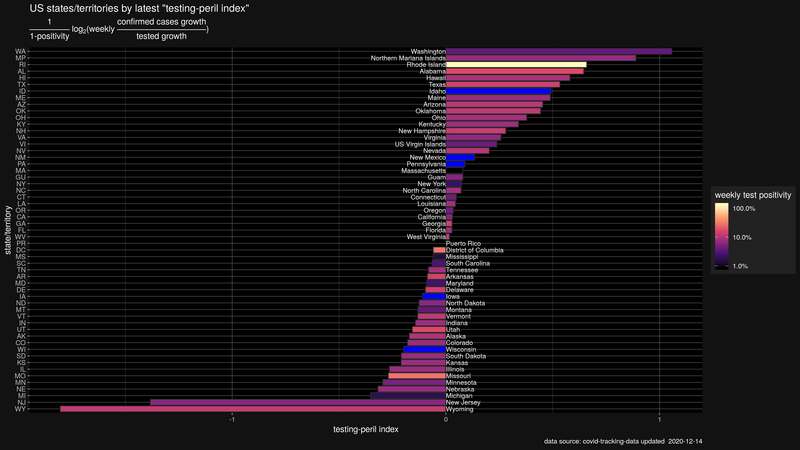 US states/territories by latest "testing-peril index"
1 confirmed cases growth
log2(weekly )
1-positivity tested growth
WA Washington
MP Northern Mariana Islands
RI Rhode Island
AL Alabama
HI Hawaii
TX Texas
ID Idaho
ME Maine
AZ Arizona
OK Oklahoma
OH Ohio
KY Kentucky
NH New Hampshire
VA Virginia
VI US Virgin Islands
NV Nevada
NM New Mexico
PA Pennsylvania
MA Massachusetts
GU Guam
NY New York
NC North Carolina
CT Connecticut
LA Louisiana
OR Oregon
CA California
GA Georgia
FL Florida
WV West Virginia
PR Puerto Rico
DC District of Columbia
MS Mississippi
SC South Carolina
TN Tennessee
AR Arkansas
MD Maryland
DE Delaware
IA Iowa
ND North Dakota
MT Montana
VT Vermont
IN Indiana
UT Utah
AK Alaska
CO Colorado
WI Wisconsin
SD South Dakota
KS Kansas
IL Illinois
MO Missouri
MN Minnesota
NE Nebraska
MI Michigan
NJ New Jersey
WY Wyoming
state/territory
-1 0 1
testing-peril index
weekly test positivity
100.0%
10.0%
1.0%
data source: covid-tracking-data updated 2020-12-14